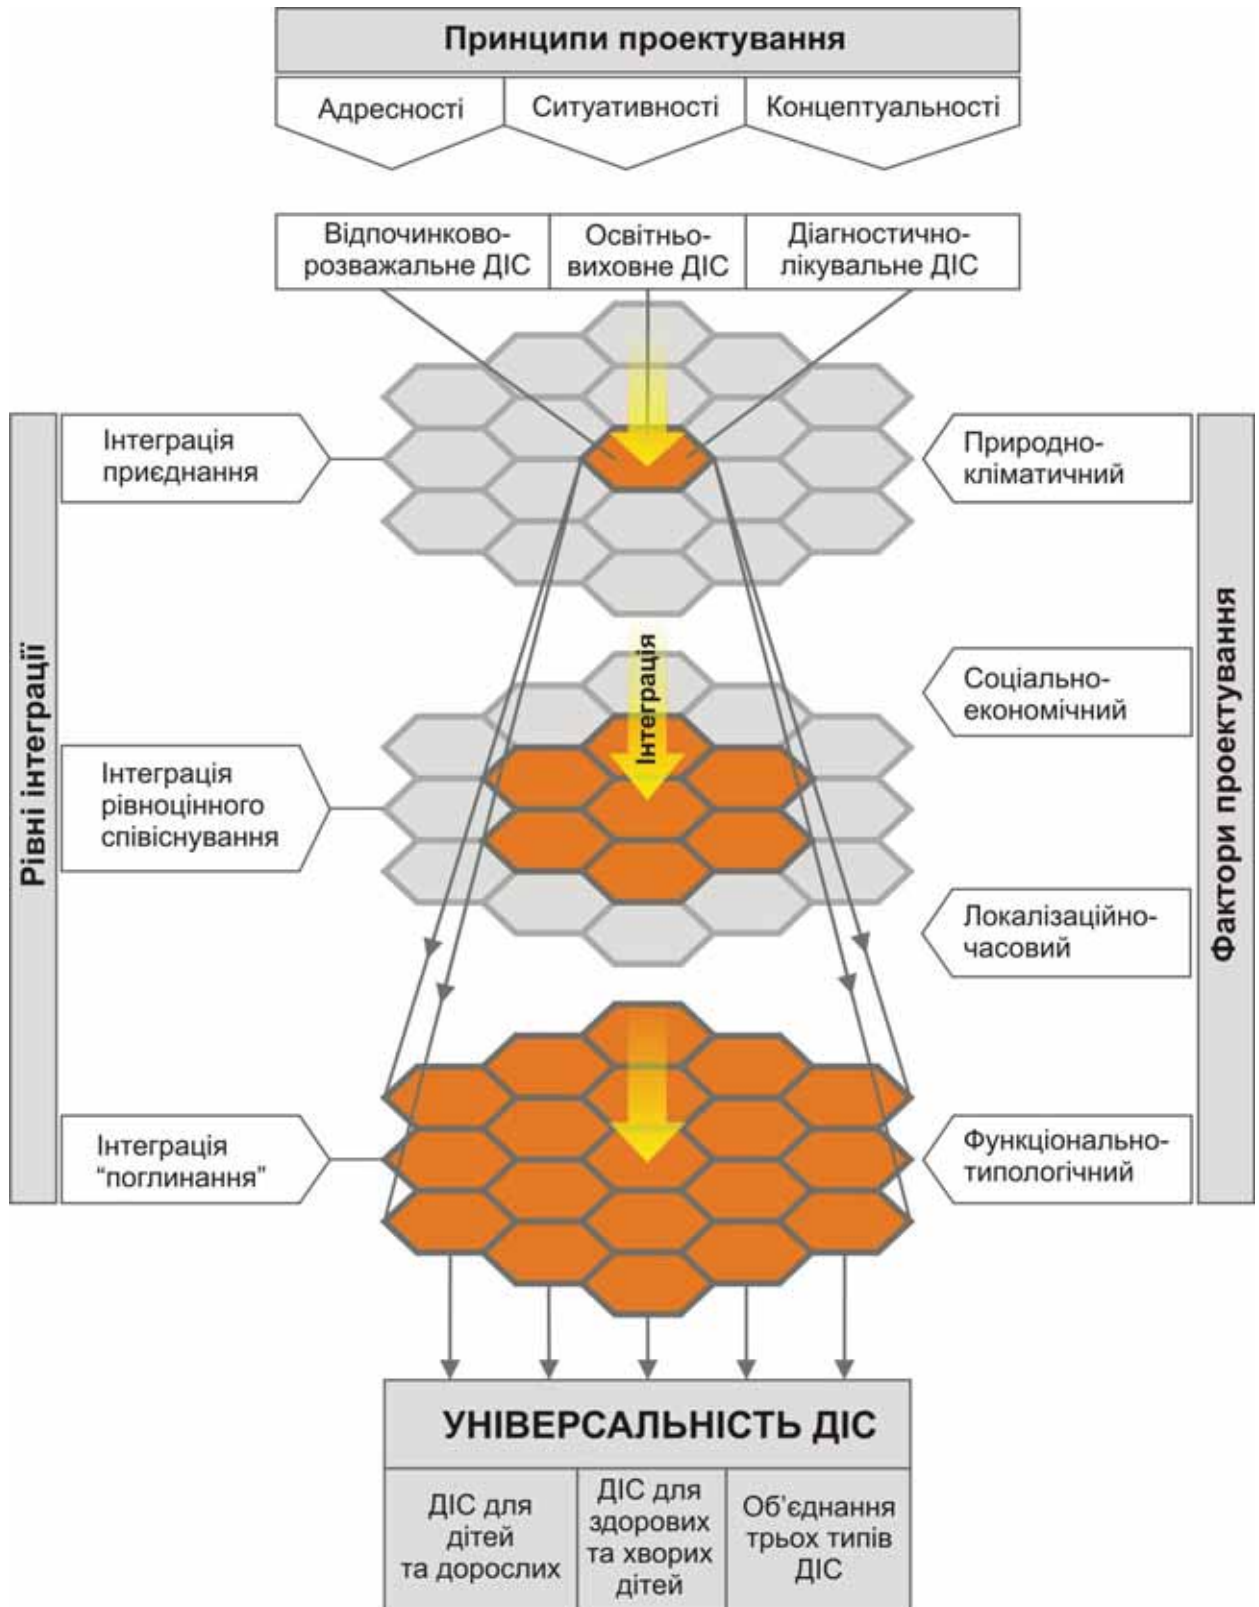 Принципи проектування
Адресності
Ситуативності
Концептуальності
Відпочинково-
розважальне ДІС
Освітньо-
виховне ДІС
Діагностично-
лікувальне ДІС
Рівні інтеграції
Інтеграція
приєднання
Інтеграція
рівноцінного
співіснування
Інтеграція
“поглинання”
Інтеграція
Природно-
кліматичний
Соціально-
економічний
Локалізаційно-
часовий
Функціонально-
типологічний
Фактори проектування
УНІВЕРСАЛЬНІСТЬ ДІС
ДІС для
дітей
та дорослих
ДІС для
здорових
та хворих
дітей
Об’єднання
трьох типів
ДІС